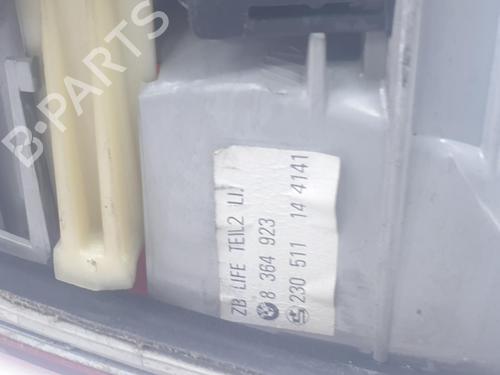 B-PARTS
ZB LIFE TEIL2 LI
8 364 923
230 511 14 4141